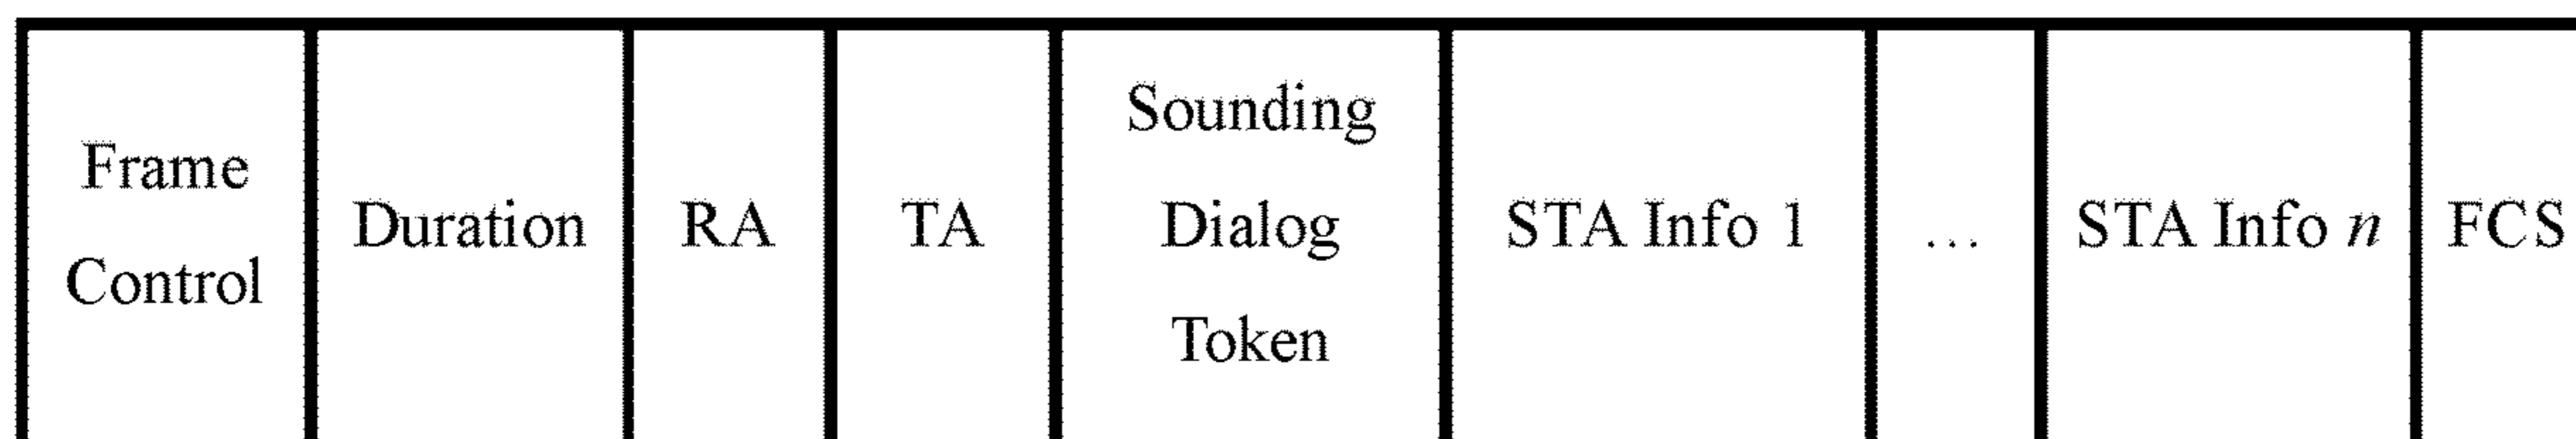 Frame
Control
Duration
RA
TA
Sounding
Dialog
Token
STA Info 1
...
STA Info n
FCS